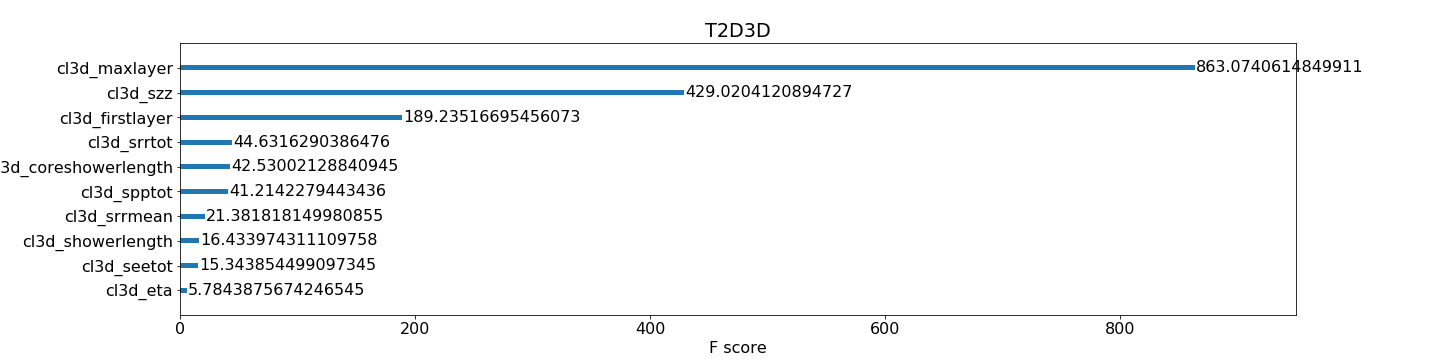 T2D3D
cl3d_maxlayer 863.0740614849911
cl3d_szz 429.0204120894727
cl3d_firstlayer 189.23516695456073
cl3d_srrtot 44.6316290386476
3d_coreshowerlength 42.53002128840945
cl3d_spptot 41.2142279443436
cl3d_srrmean 21.381818149980855
cl3d_showerlength 16.433974311109758
cl3d_seetot 15.343854499097345
cl3d_eta 5.7843875674246545
0 200 400 600 800
F score